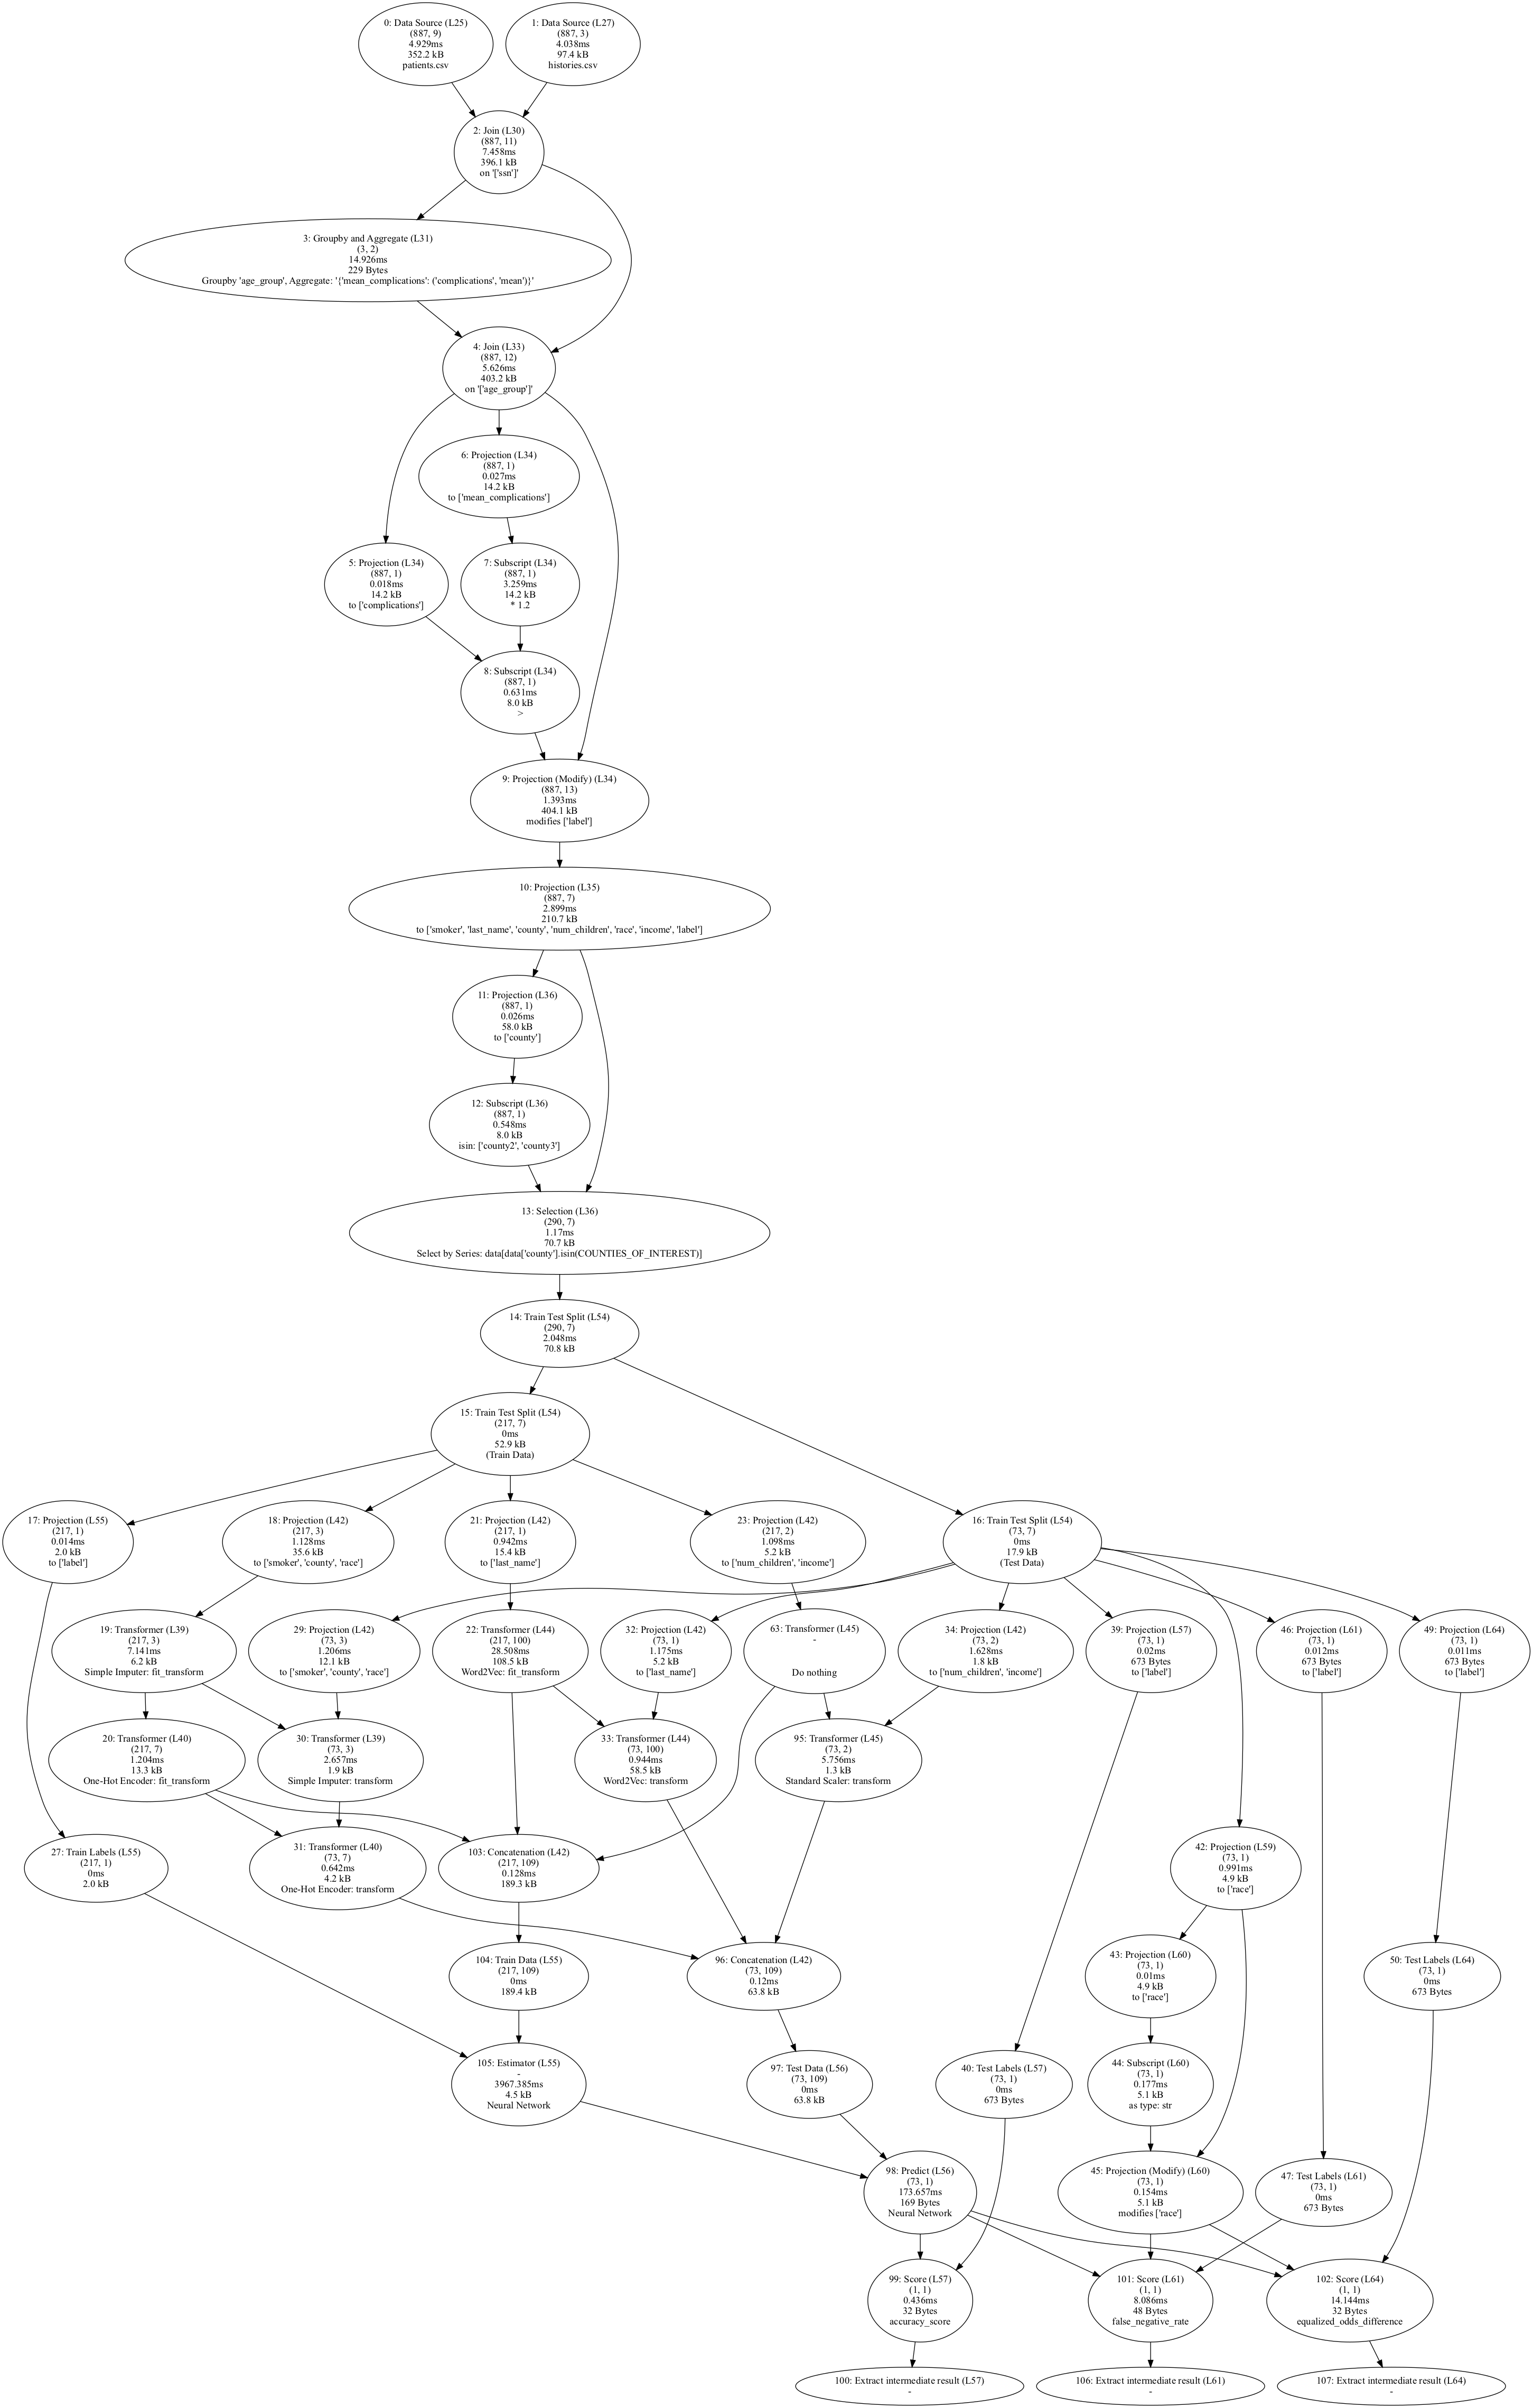 0: Data Source (L25)
(887, 9)
4.929ms
352.2 kB
patients.csv
1: Data Source (L27)
(887, 3)
4.038ms
97.4 kB
histories.csv
2: Join (L30)
(887, 11)
7.458ms
396.1 kB
on '['ssn']'
3: Groupby and Aggregate (L31)
(3, 2)
14.926ms
229 Bytes
Groupby 'age_group', Aggregate: '{'mean_complications': ('complications', 'mean')}'
4: Join (L33)
(887, 12)
5.626ms
403.2 kB
on '['age_group']'
6: Projection (L34)
(887, 1)
0.027ms
14.2 kB
to ['mean_complications']
5: Projection (L34)
(887, 1)
0.018ms
14.2 kB
to ['complications']
7: Subscript (L34)
(887, 1)
3.259ms
14.2 kB
* 1.2
8: Subscript (L34)
(887, 1)
0.631ms
8.0 kB
>
9: Projection (Modify) (L34)
(887, 13)
1.393ms
404.1 kB
modifies ['label']
10: Projection (L35)
(887, 7)
2.899ms
210.7 kB
to ['smoker', 'last_name', 'county', 'num_children', 'race', 'income', 'label']
11: Projection (L36)
(887, 1)
0.026ms
58.0 kB
to ['county']
12: Subscript (L36)
(887, 1)
0.548ms
8.0 kB
isin: ['county2', 'county3']
13: Selection (L36)
(290, 7)
1.17ms
70.7 kB
Select by Series: data[data['county'].isin(COUNTIES_OF_INTEREST)]
14: Train Test Split (L54)
(290, 7)
2.048ms
70.8 kB
15: Train Test Split (L54)
(217, 7)
0ms
52.9 kB
(Train Data)
17: Projection (L55)
(217, 1)
0.014ms
2.0 kB
to ['label']
18: Projection (L42)
(217, 3)
1.128ms
35.6 kB
to ['smoker', 'county', 'race']
21: Projection (L42)
(217, 1)
0.942ms
15.4 kB
to ['last_name']
23: Projection (L42)
(217, 2)
1.098ms
5.2 kB
to ['num_children', 'income']
16: Train Test Split (L54)
(73, 7)
0ms
17.9 kB
(Test Data)
19: Transformer (L39)
(217, 3)
7.141ms
6.2 kB
Simple Imputer: fit_transform
29: Projection (L42)
(73, 3)
1.206ms
12.1 kB
to ['smoker', 'county', 'race']
22: Transformer (L44)
(217, 100)
28.508ms
108.5 kB
Word2Vec: fit_transform
32: Projection (L42)
(73, 1)
1.175ms
5.2 kB
to ['last_name']
63: Transformer (L45)
-
Do nothing
34: Projection (L42)
(73, 2)
1.628ms
1.8 kB
to ['num_children', 'income']
39: Projection (L57)
(73, 1)
0.02ms
673 Bytes
to ['label']
46: Projection (L61)
(73, 1)
0.012ms
673 Bytes
to ['label']
49: Projection (L64)
(73, 1)
0.011ms
673 Bytes
to ['label']
20: Transformer (L40)
(217, 7)
1.204ms
13.3 kB
One-Hot Encoder: fit_transform
30: Transformer (L39)
(73, 3)
2.657ms
1.9 kB
Simple Imputer: transform
33: Transformer (L44)
(73, 100)
0.944ms
58.5 kB
Word2Vec: transform
95: Transformer (L45)
(73, 2)
5.756ms
1.3 kB
Standard Scaler: transform
27: Train Labels (L55)
(217, 1)
0ms
2.0 kB
31: Transformer (L40)
(73, 7)
0.642ms
4.2 kB
One-Hot Encoder: transform
103: Concatenation (L42)
(217, 109)
0.128ms
189.3 kB
42: Projection (L59)
(73, 1)
0.991ms
4.9 kB
to ['race']
104: Train Data (L55)
(217, 109)
0ms
189.4 kB
96: Concatenation (L42)
(73, 109)
0.12ms
63.8 kB
43: Projection (L60)
(73, 1)
0.01ms
4.9 kB
to ['race']
50: Test Labels (L64)
(73, 1)
0ms
673 Bytes
105: Estimator (L55)
-
3967.385ms
4.5 kB
Neural Network
97: Test Data (L56)
(73, 109)
0ms
63.8 kB
40: Test Labels (L57)
(73, 1)
0ms
673 Bytes
44: Subscript (L60)
(73, 1)
0.177ms
5.1 kB
as type: str
98: Predict (L56)
(73, 1)
173.657ms
169 Bytes
Neural Network
45: Projection (Modify) (L60)
(73, 1)
0.154ms
5.1 kB
modifies ['race']
47: Test Labels (L61)
(73, 1)
0ms
673 Bytes
99: Score (L57)
(1, 1)
0.436ms
32 Bytes
accuracy_score
101: Score (L61)
(1, 1)
8.086ms
48 Bytes
false_negative_rate
102: Score (L64)
(1, 1)
14.144ms
32 Bytes
equalized_odds_difference
100: Extract intermediate result (L57)
-
106: Extract intermediate result (L61)
-
107: Extract intermediate result (L64)
-